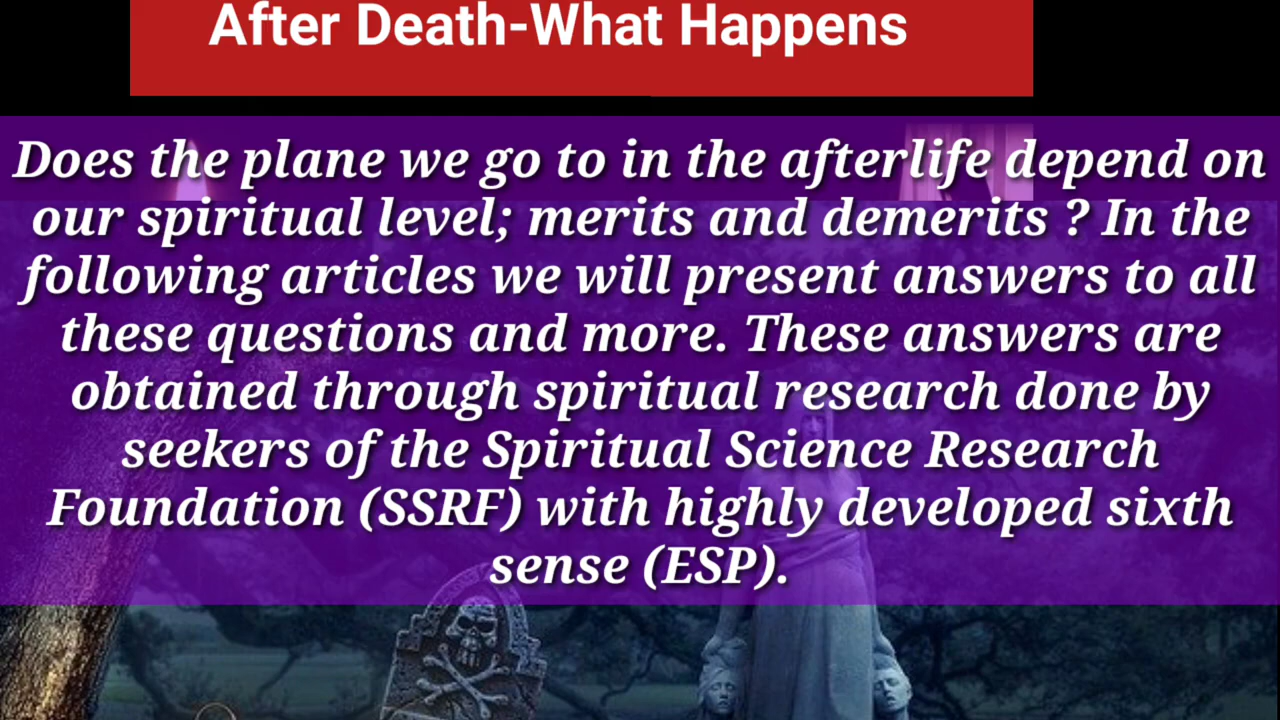 After Death-What Happens
Does the plane we go to in the afterlife depend on
our spiritual level; merits and demerits ? In the
following articles we will present answers to all
these questions and more. These answers are
obtained through spiritual research done by
seekers of the Spiritual Science Research
Foundation (SSRF) with highly developed sixth
sense (ESP).